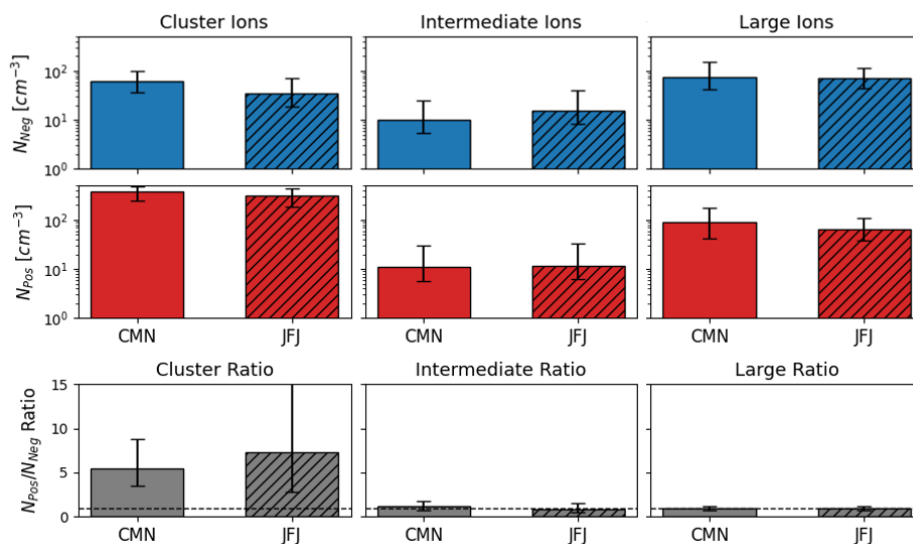 Cluster Ions Intermediate Ions Large Ions
N_Neg [cm^-3]
10^2
10^1
10^0
N_Pos [cm^-3]
10^2
10^1
10^0
CMN JFJ CMN JFJ CMN JFJ
Cluster Ratio Intermediate Ratio Large Ratio
N_Pos/N_Neg Ratio
15
10
5
0
CMN JFJ CMN JFJ CMN JFJ